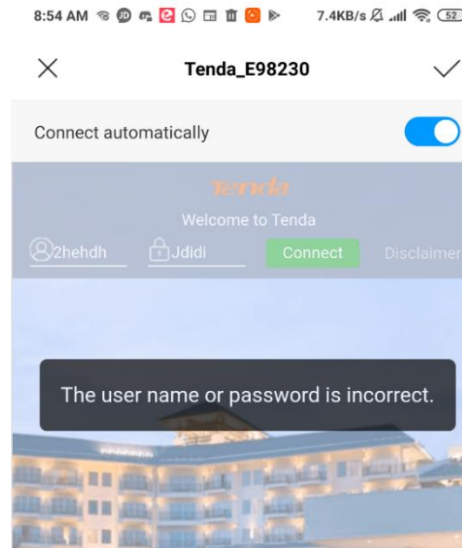 8:54 AM 7.4KB/s 52
Tenda_E98230
Connect automatically
Tenda
Welcome to Tenda
2hehdh Jdidi Connect Disclaimer
The user name or password is incorrect.